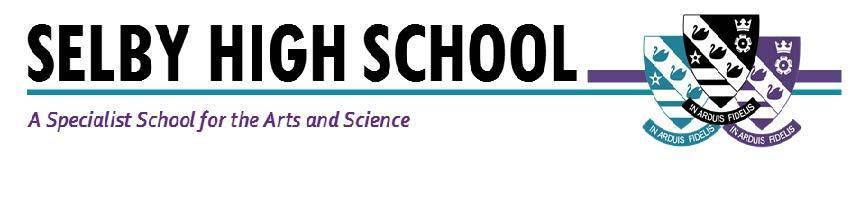 SELBY HIGH SCHOOL
A Specialist School for the Arts and Science
IN ARDUIS FIDELIS
IN ARDUIS FIDELIS
IN ARDUIS FIDELIS